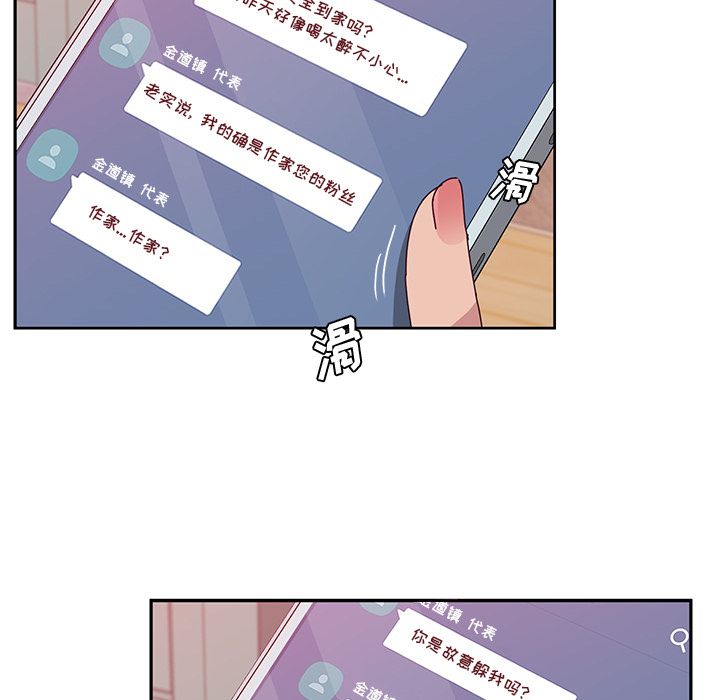 全到家吗?
昨天好像喝太醉不小心...
金道镇 代表
老实说, 我的确是作家您的粉丝
金道镇 代表
作家...作家?
滑
滑
金道镇 代表
你是故意躲我吗?
金道镇 代表